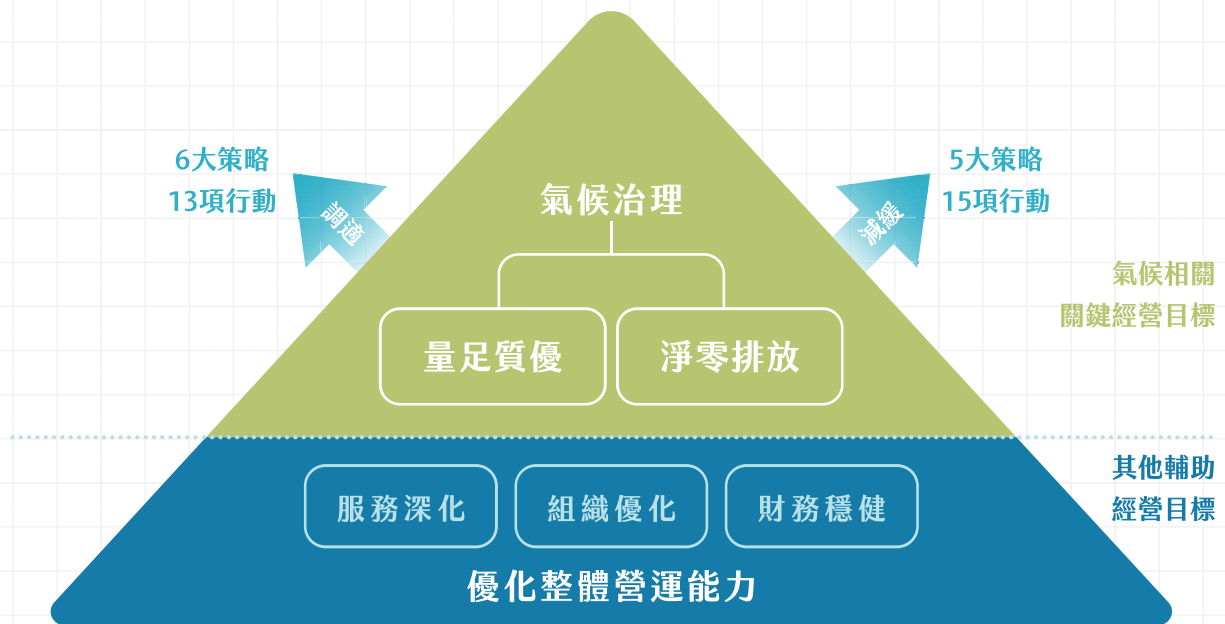 6大策略
13項行動
調適
氣候治理
減緩
5大策略
15項行動
量足質優
淨零排放
氣候相關
關鍵經營目標
服務深化
組織優化
財務穩健
優化整體營運能力
其他輔助
經營目標